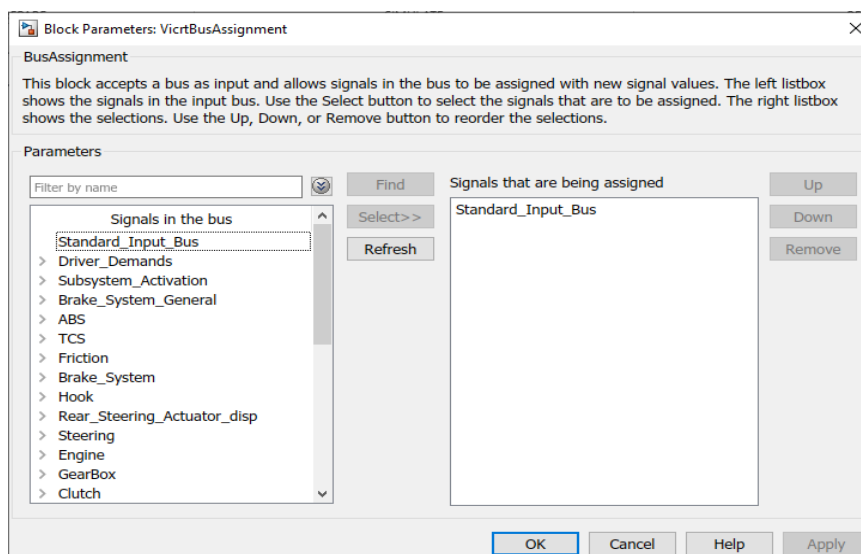 Block Parameters: VicrtBusAssignment
BusAssignment
This block accepts a bus as input and allows signals in the bus to be assigned with new signal values. The left listbox
shows the signals in the input bus. Use the Select button to select the signals that are to be assigned. The right listbox
shows the selections. Use the Up, Down, or Remove button to reorder the selections.
Parameters
Filter by name
Find
Signals that are being assigned
Up
Signals in the bus
Select>>
Standard_Input_Bus
Down
Standard_Input_Bus
Refresh
Remove
Driver_Demands
Subsystem_Activation
Brake_System_General
ABS
TCS
Friction
Brake_System
Hook
Rear_Steering_Actuator_disp
Steering
Engine
GearBox
Clutch
OK
Cancel
Help
Apply